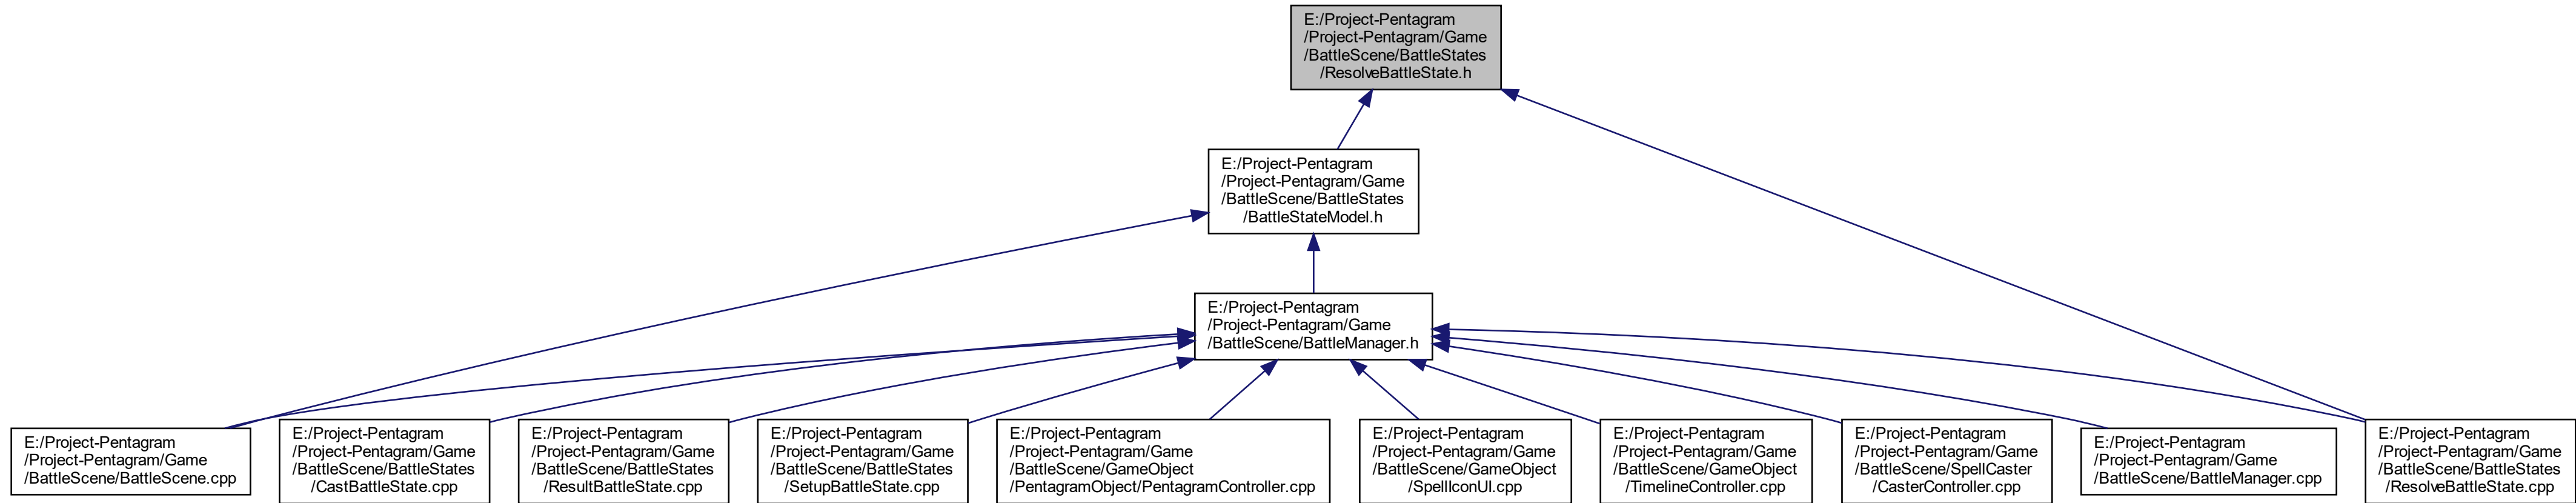 E:/Project-Pentagram
/Project-Pentagram/Game
/BattleScene/BattleStates
/ResolveBattleState.h
E:/Project-Pentagram
/Project-Pentagram/Game
/BattleScene/BattleStates
/BattleStateModel.h
E:/Project-Pentagram
/Project-Pentagram/Game
/BattleScene/BattleManager.h
E:/Project-Pentagram
/Project-Pentagram/Game
/BattleScene/BattleScene.cpp
E:/Project-Pentagram
/Project-Pentagram/Game
/BattleScene/BattleStates
/CastBattleState.cpp
E:/Project-Pentagram
/Project-Pentagram/Game
/BattleScene/BattleStates
/ResultBattleState.cpp
E:/Project-Pentagram
/Project-Pentagram/Game
/BattleScene/BattleStates
/SetupBattleState.cpp
E:/Project-Pentagram
/Project-Pentagram/Game
/BattleScene/GameObject
/PentagramObject/PentagramController.cpp
E:/Project-Pentagram
/Project-Pentagram/Game
/BattleScene/GameObject
/SpellIconUI.cpp
E:/Project-Pentagram
/Project-Pentagram/Game
/BattleScene/GameObject
/TimelineController.cpp
E:/Project-Pentagram
/Project-Pentagram/Game
/BattleScene/SpellCaster
/CasterController.cpp
E:/Project-Pentagram
/Project-Pentagram/Game
/BattleScene/BattleManager.cpp
E:/Project-Pentagram
/Project-Pentagram/Game
/BattleScene/BattleStates
/ResolveBattleState.cpp